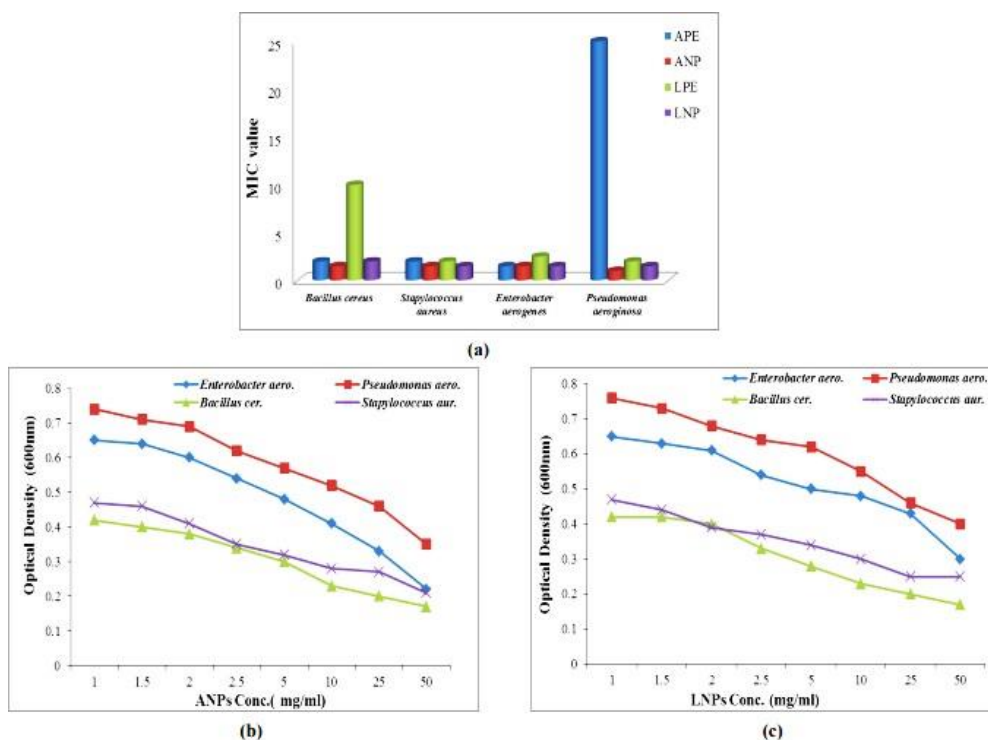 25
20
15
10
5
0
MIC value
APE
ANP
LPE
LNP
Bacillus cereus
Stapylococcus aureus
Enterobacter aerogenes
Pseudomonas aeroginosa
(a)
Enterobacter aero.
Pseudomonas aero.
Bacillus cer.
Stapylococcus aur.
0.8
0.7
0.6
0.5
0.4
0.3
0.2
0.1
0
Optical Density (600nm)
1 1.5 2 2.5 5 10 25 50
ANPs Conc.( mg/ml)
(b)
Enterobacter aero.
Pseudomonas aero.
Bacillus cer.
Stapylococcus aur.
0.8
0.7
0.6
0.5
0.4
0.3
0.2
0.1
0
Optical Density (600nm)
1 1.5 2 2.5 5 10 25 50
LNPs Conc. (mg/ml)
(c)